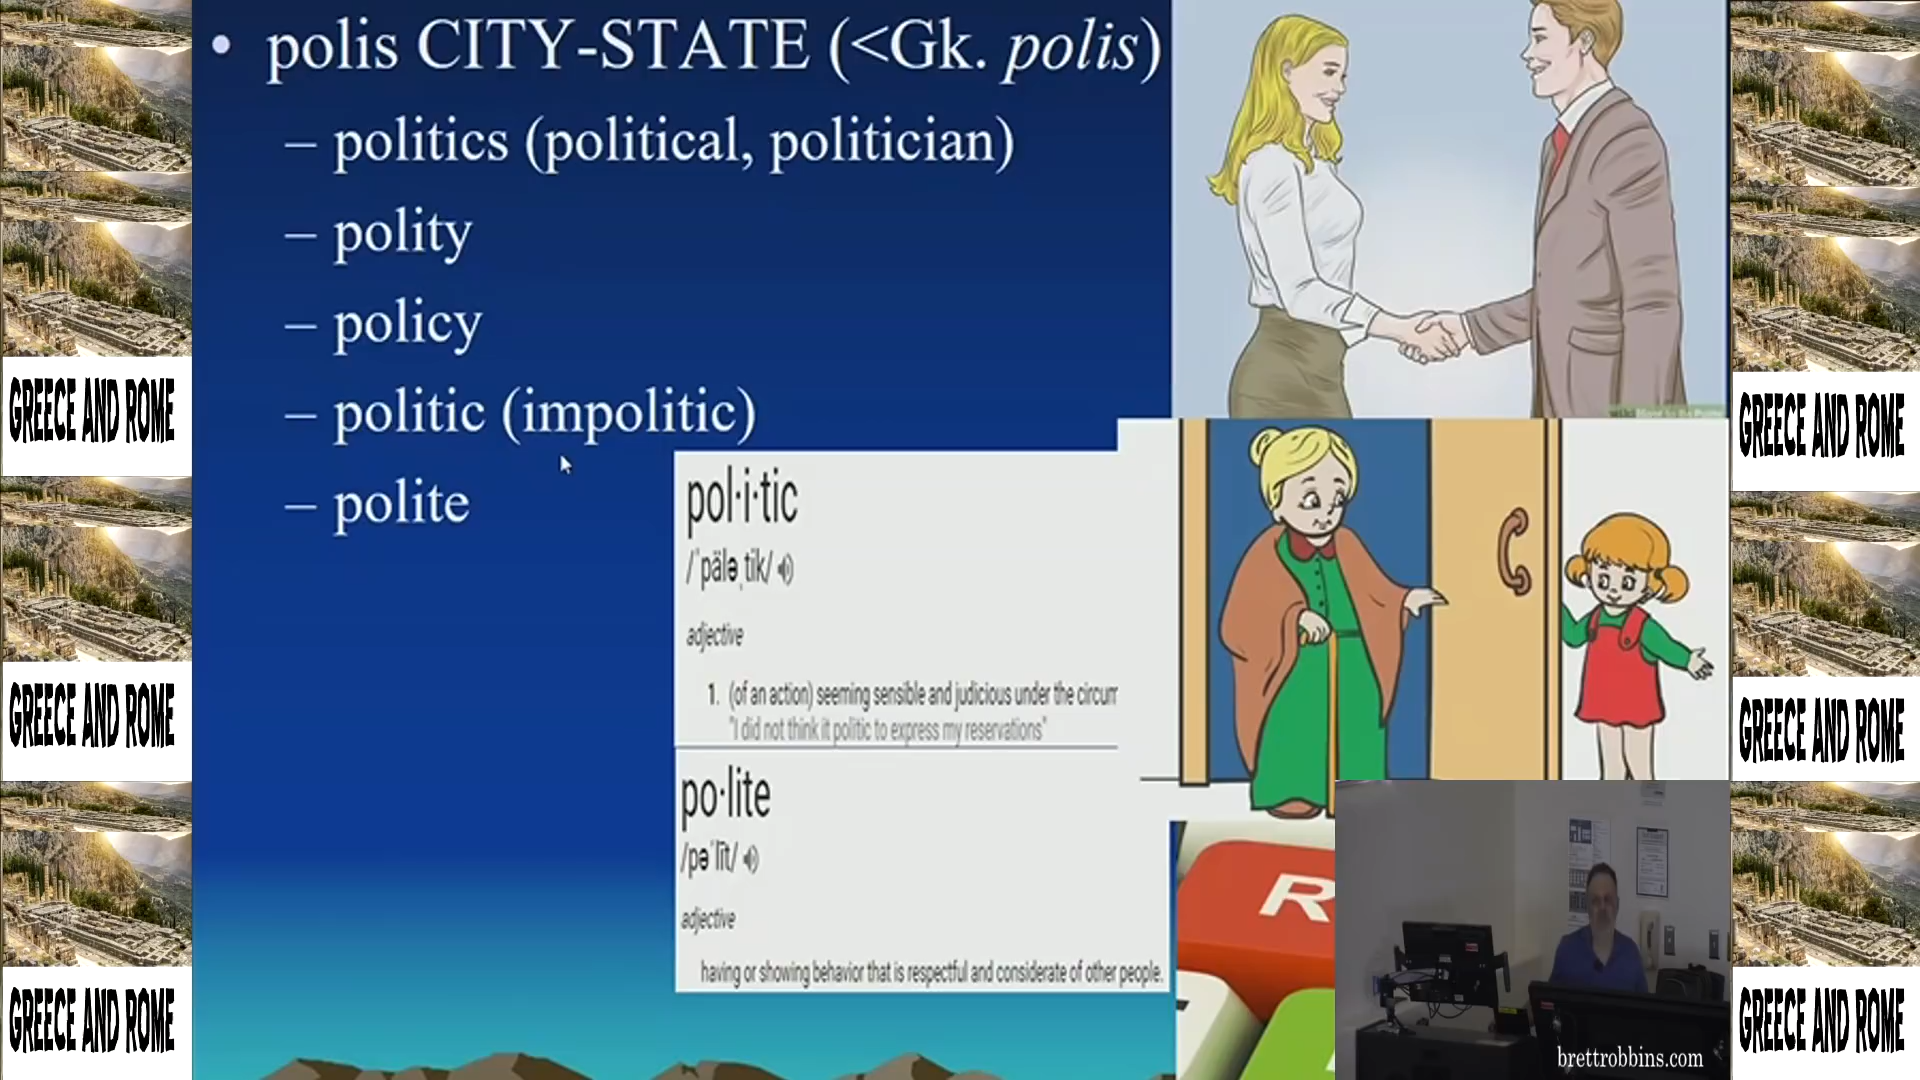 • polis CITY-STATE (<Gk. polis)
– politics (political, politician)
– polity
– policy
– politic (impolitic)
– polite
pol·i·tic
/ˈpäləˌtik/
adjective
1. (of an action) seeming sensible and judicious under the circum
"I did not think it politic to express my reservations"
po·lite
/pəˈlīt/
adjective
having or showing behavior that is respectful and considerate of other people.
R
brettrobbins.com
GREECE AND ROME
GREECE AND ROME
GREECE AND ROME
GREECE AND ROME
GREECE AND ROME
GREECE AND ROME